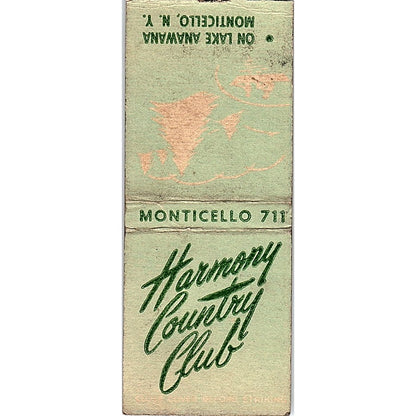 ON LAKE ANAWANA
MONTICELLO, N. Y.
MONTICELLO 711
Harmony
Country
Club